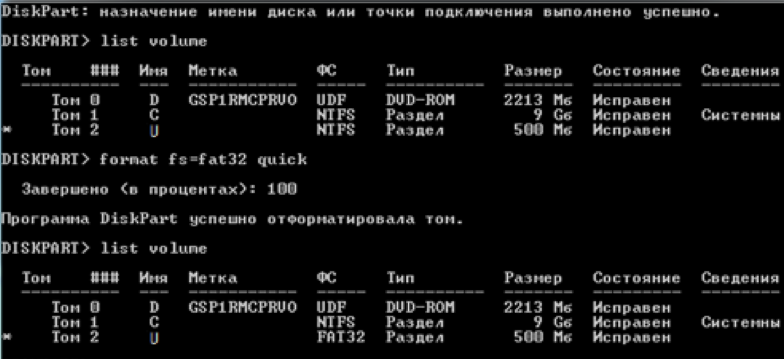 DiskPart: назначение имени диска или точки подключения выполнено успешно.
DISKPART> list volume
Том ### Имя Метка ФС Тип Размер Состояние Сведения
Том 0 D GSP1RMCPRVO UDF DVD-ROM 2213 Мб Исправен
Том 1 C NTFS Раздел 9 Gб Исправен Системны
* Том 2 U NTFS Раздел 500 Мб Исправен
DISKPART> format fs=fat32 quick
Завершено (в процентах): 100
Программа DiskPart успешно отформатировала том.
DISKPART> list volume
Том ### Имя Метка ФС Тип Размер Состояние Сведения
Том 0 D GSP1RMCPRVO UDF DVD-ROM 2213 Мб Исправен
Том 1 C NTFS Раздел 9 Gб Исправен Системны
* Том 2 U FAT32 Раздел 500 Мб Исправен